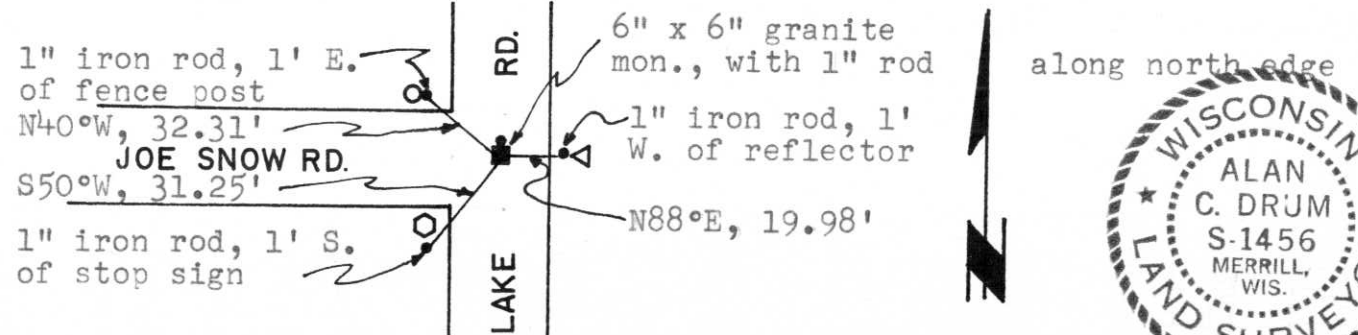 1" iron rod, 1' E.
of fence post
N40°W, 32.31'
JOE SNOW RD.
S50°W, 31.25'
1" iron rod, 1' S.
of stop sign
RD.
LAKE
6" x 6" granite
mon., with 1" rod
1" iron rod, 1'
W. of reflector
N88°E, 19.98'
N
along north edge
WISCONSIN
ALAN
C. DRUM
S-1456
MERRILL,
WIS.
LAND SURVEYO